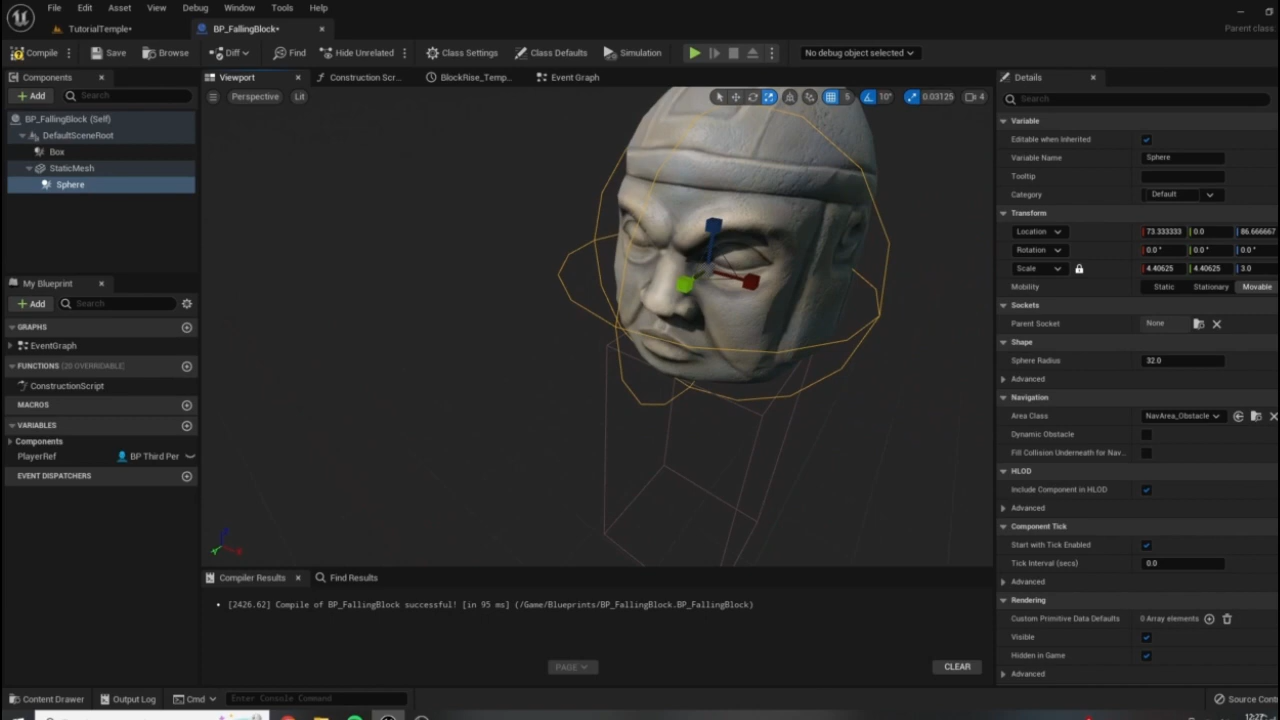 File Edit Asset View Debug Window Tools Help
TutorialTemple•
BP_FallingBlock•
Parent class
Compile
Save
Browse
Diff
Find
Hide Unrelated
Class Settings
Class Defaults
Simulation
No debug object selected
Components
Add
Search
BP_FallingBlock (Self)
DefaultSceneRoot
Box
StaticMesh
Sphere
My Blueprint
Add
Search
GRAPHS
EventGraph
FUNCTIONS (20 OVERRIDABLE)
ConstructionScript
MACROS
VARIABLES
Components
PlayerRef BP Third Per
EVENT DISPATCHERS
Viewport
Construction Scr...
BlockRise_Temp...
Event Graph
Perspective
Lit
5
10°
0.03125
4
Compiler Results
Find Results
• [2426.62] Compile of BP_FallingBlock successful! [in 95 ms] (/Game/Blueprints/BP_FallingBlock.BP_FallingBlock)
PAGE
CLEAR
Details
Search
Variable
Editable when Inherited
Variable Name Sphere
Tooltip
Category Default
Transform
Location 73.333333 0.0 86.666667
Rotation 0.0 ° 0.0 ° 0.0 °
Scale 4.40625 4.40625 3.0
Mobility Static Stationary Movable
Sockets
Parent Socket None
Shape
Sphere Radius 32.0
Advanced
Navigation
Area Class NavArea_Obstacle
Dynamic Obstacle
Fill Collision Underneath for Nav...
HLOD
Include Component in HLOD
Advanced
Component Tick
Start with Tick Enabled
Tick Interval (secs) 0.0
Advanced
Rendering
Custom Primitive Data Defaults 0 Array elements
Visible
Hidden in Game
Advanced
Content Drawer
Output Log
Cmd
Enter Console Command
Source Cont